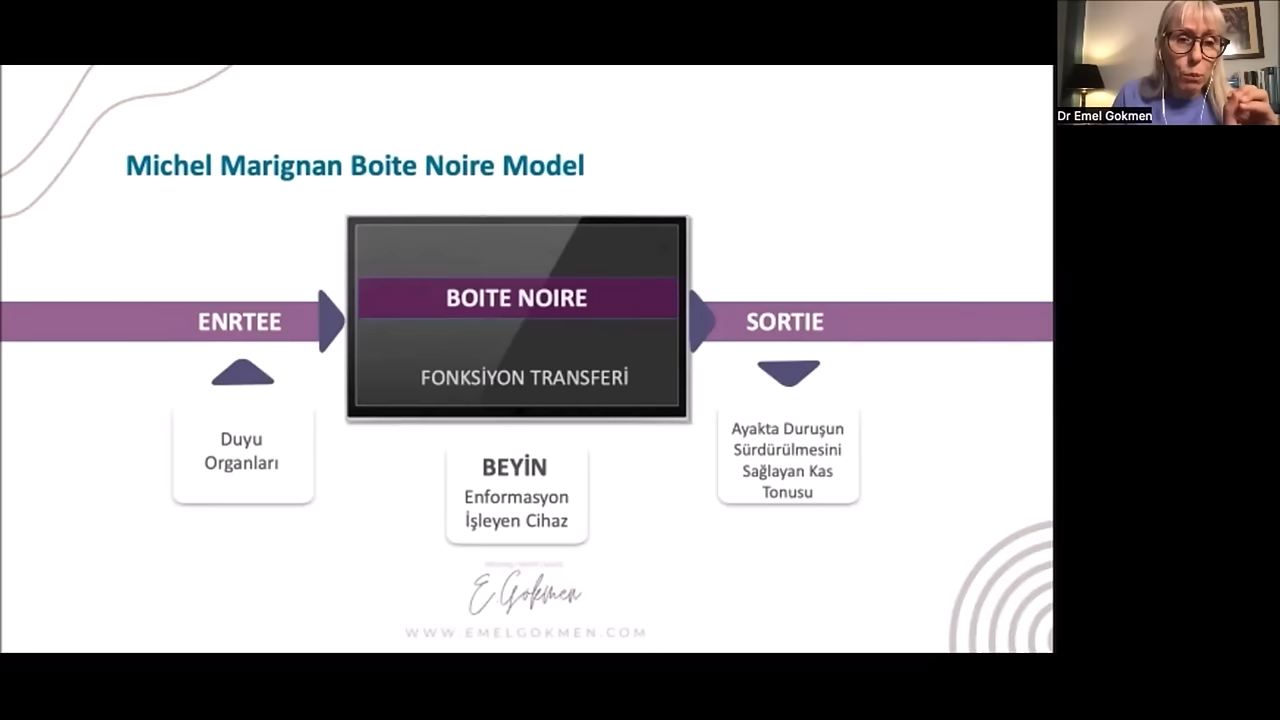 Dr Emel Gokmen
Michel Marignan Boite Noire Model
ENRTEE
BOITE NOIRE
FONKSİYON TRANSFERİ
SORTIE
Duyu
Organları
BEYİN
Enformasyon
İşleyen Cihaz
Ayakta Duruşun
Sürdürülmesini
Sağlayan Kas
Tonusu
E Gokmen
WWW.EMELGOKMEN.COM